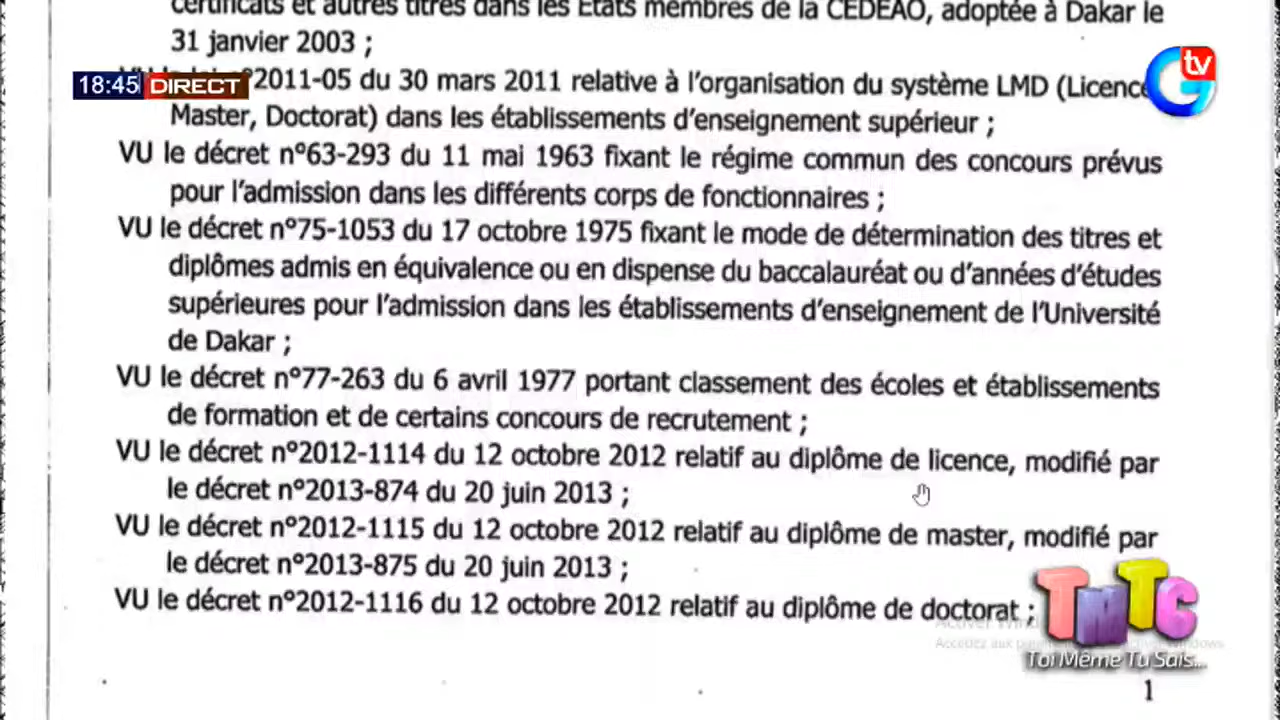 certificats et autres titres dans les Etats membres de la CEDEAO, adoptée à Dakar le
31 janvier 2003 ;
18:45 DIRECT
n°2011-05 du 30 mars 2011 relative à l'organisation du système LMD (Licence
Master, Doctorat) dans les établissements d'enseignement supérieur ;
VU le décret n°63-293 du 11 mai 1963 fixant le régime commun des concours prévus
pour l'admission dans les différents corps de fonctionnaires ;
VU le décret n°75-1053 du 17 octobre 1975 fixant le mode de détermination des titres et
diplômes admis en équivalence ou en dispense du baccalauréat ou d'années d'études
supérieures pour l'admission dans les établissements d'enseignement de l'Université
de Dakar ;
VU le décret n°77-263 du 6 avril 1977 portant classement des écoles et établissements
de formation et de certains concours de recrutement ;
VU le décret n°2012-1114 du 12 octobre 2012 relatif au diplôme de licence, modifié par
le décret n°2013-874 du 20 juin 2013 ;
VU le décret n°2012-1115 du 12 octobre 2012 relatif au diplôme de master, modifié par
le décret n°2013-875 du 20 juin 2013 ;
VU le décret n°2012-1116 du 12 octobre 2012 relatif au diplôme de doctorat ;
Activer
Accédez aux
Windows
TMTC
Toi Même Tu Sais...
1
tv
7